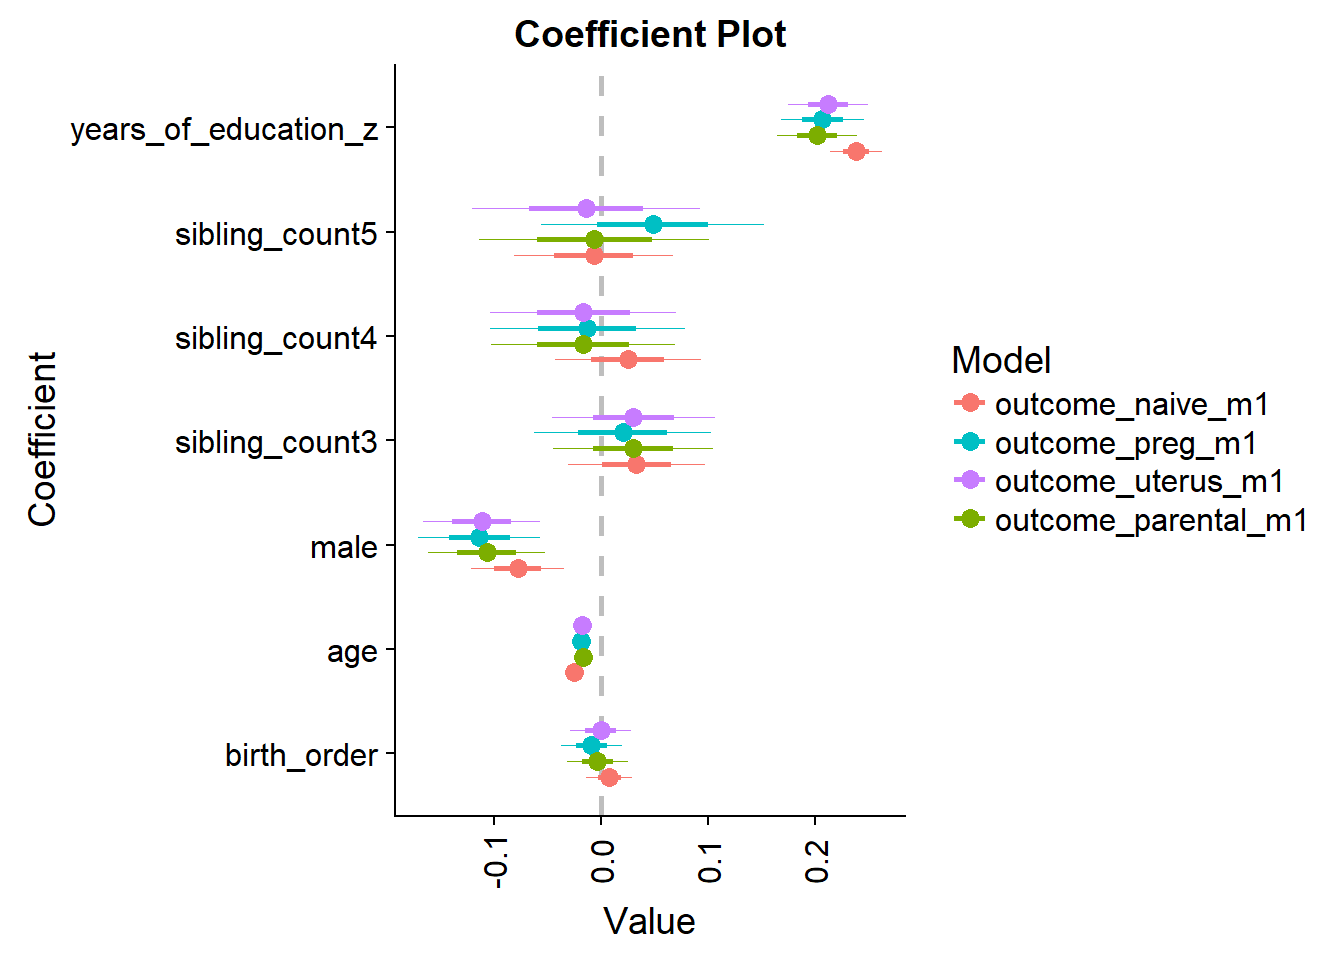 Coefficient Plot
years_of_education_z
sibling_count5
sibling_count4
sibling_count3
male
age
birth_order
Coefficient
-0.1
0.0
0.1
0.2
Value
Model
outcome_naive_m1
outcome_preg_m1
outcome_uterus_m1
outcome_parental_m1